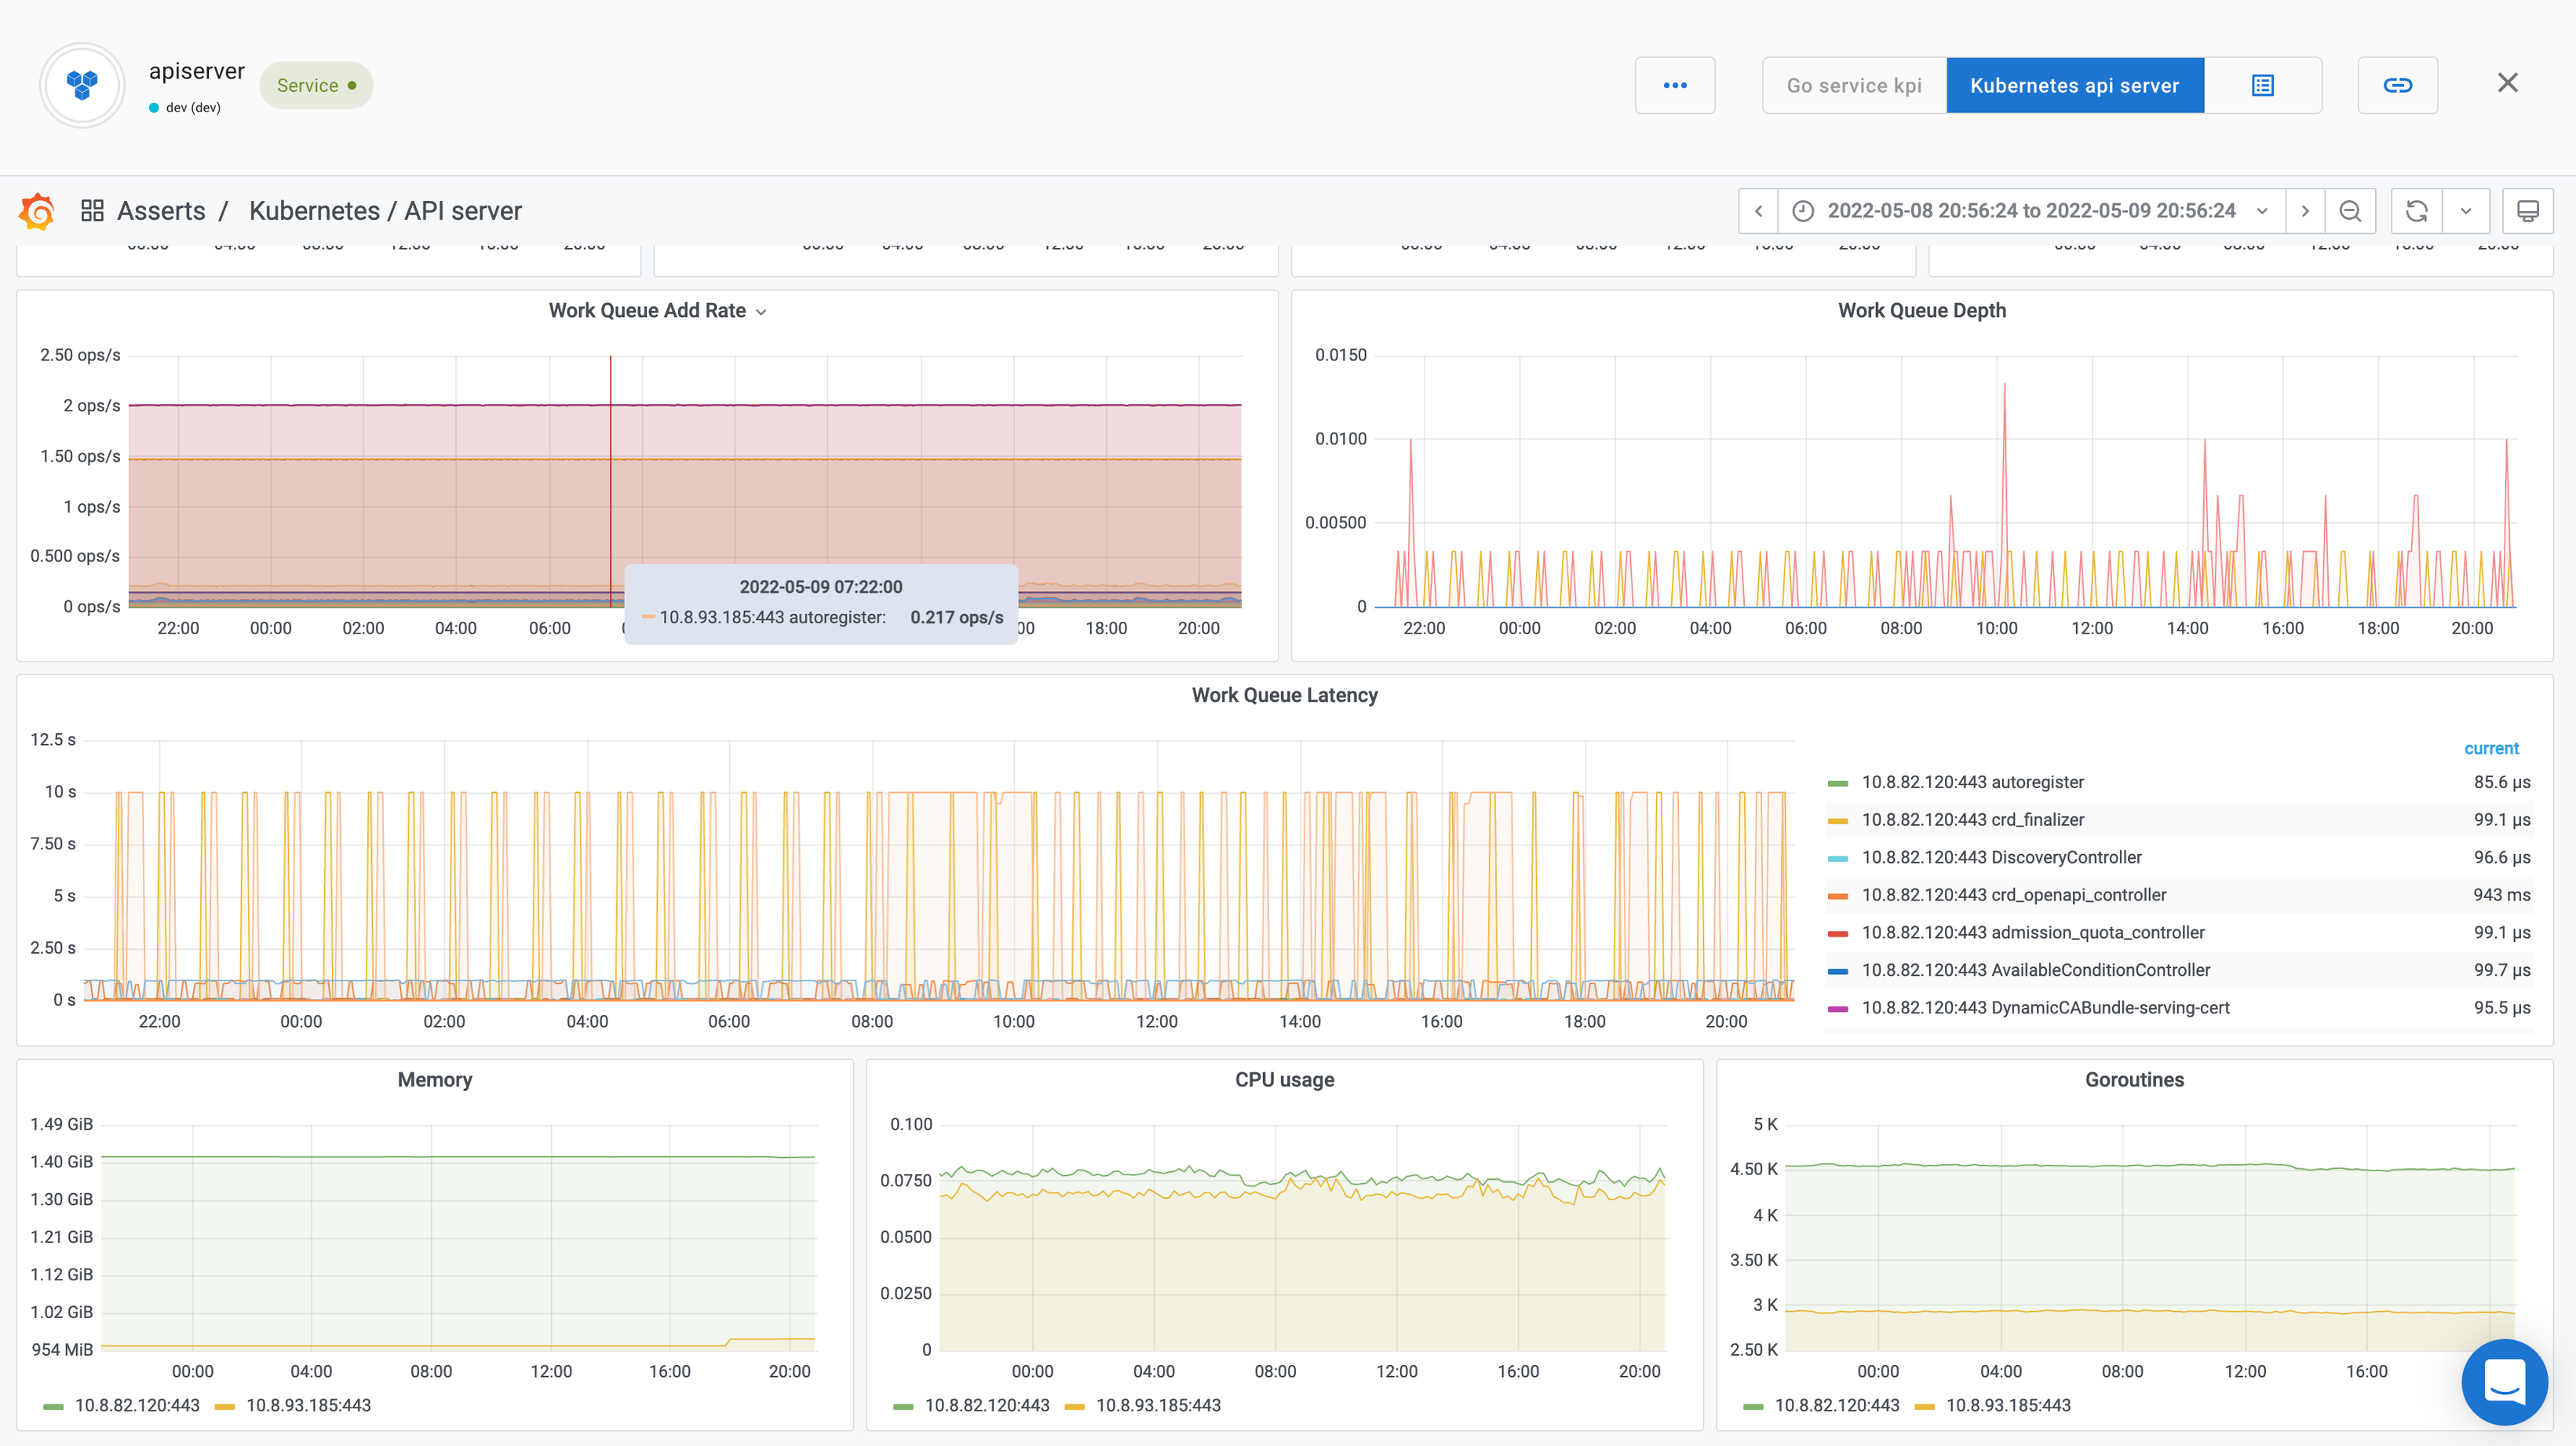 apiserver
Service
dev (dev)
Go service kpi
Kubernetes api server
Asserts / Kubernetes / API server
2022-05-08 20:56:24 to 2022-05-09 20:56:24
Work Queue Add Rate
2.50 ops/s
2 ops/s
1.50 ops/s
1 ops/s
0.500 ops/s
0 ops/s
22:00 00:00 02:00 04:00 06:00 18:00 20:00
2022-05-09 07:22:00
10.8.93.185:443 autoregister: 0.217 ops/s
Work Queue Depth
0.0150
0.0100
0.00500
0
22:00 00:00 02:00 04:00 06:00 08:00 10:00 12:00 14:00 16:00 18:00 20:00
Work Queue Latency
12.5 s
10 s
7.50 s
5 s
2.50 s
0 s
22:00 00:00 02:00 04:00 06:00 08:00 10:00 12:00 14:00 16:00 18:00 20:00
current
10.8.82.120:443 autoregister 85.6 µs
10.8.82.120:443 crd_finalizer 99.1 µs
10.8.82.120:443 DiscoveryController 96.6 µs
10.8.82.120:443 crd_openapi_controller 943 ms
10.8.82.120:443 admission_quota_controller 99.1 µs
10.8.82.120:443 AvailableConditionController 99.7 µs
10.8.82.120:443 DynamicCABundle-serving-cert 95.5 µs
Memory
1.49 GiB
1.40 GiB
1.30 GiB
1.21 GiB
1.12 GiB
1.02 GiB
954 MiB
00:00 04:00 08:00 12:00 16:00 20:00
10.8.82.120:443 10.8.93.185:443
CPU usage
0.100
0.0750
0.0500
0.0250
0
00:00 04:00 08:00 12:00 16:00 20:00
10.8.82.120:443 10.8.93.185:443
Goroutines
5 K
4.50 K
4 K
3.50 K
3 K
2.50 K
00:00 04:00 08:00 12:00 16:00
10.8.82.120:443 10.8.93.185:443